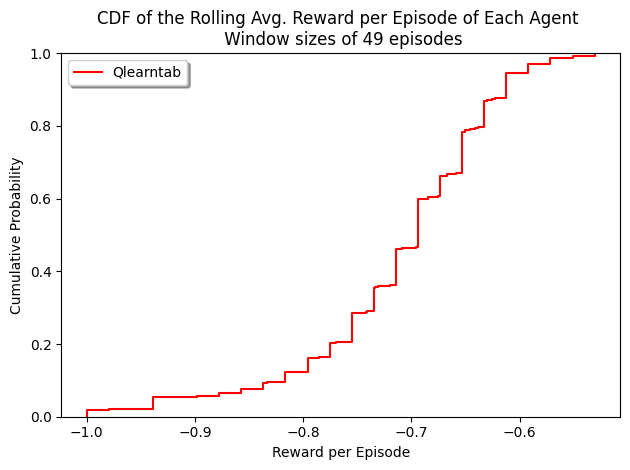 CDF of the Rolling Avg. Reward per Episode of Each Agent
Window sizes of 49 episodes
Qlearntab
Cumulative Probability
1.0
0.8
0.6
0.4
0.2
0.0
−1.0 −0.9 −0.8 −0.7 −0.6
Reward per Episode